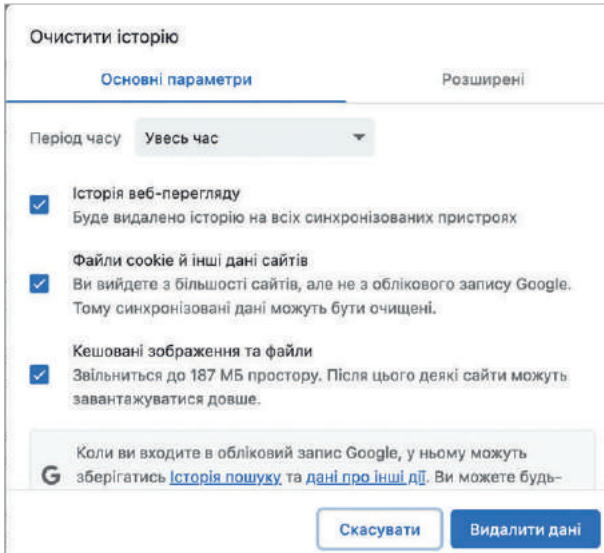 Очистити історію
Основні параметри
Розширені
Період часу Увесь час
Історія веб-перегляду
Буде видалено історію на всіх синхронізованих пристроях
Файли cookie й інші дані сайтів
Ви вийдете з більшості сайтів, але не з облікового запису Google.
Тому синхронізовані дані можуть бути очищені.
Кешовані зображення та файли
Звільниться до 187 МБ простору. Після цього деякі сайти можуть
завантажуватися довше.
Коли ви входите в обліковий запис Google, у ньому можуть
зберігатись Історія пошуку та дані про інші дії. Ви можете будь-
Скасувати
Видалити дані